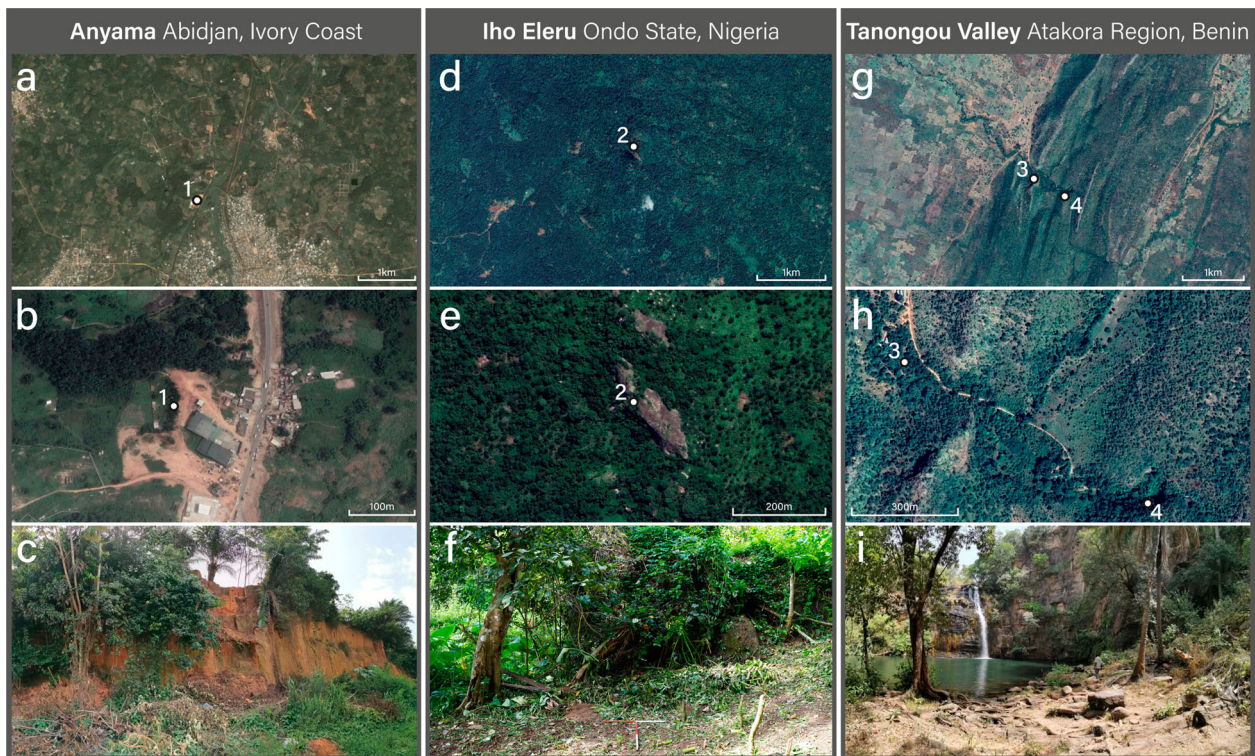 Anyama Abidjan, Ivory Coast
Iho Eleru Ondo State, Nigeria
Tanongou Valley Atakora Region, Benin
a
1
1km
d
2
1km
g
3
4
1km
b
1
100m
e
2
200m
h
3
4
300m
c
f
i